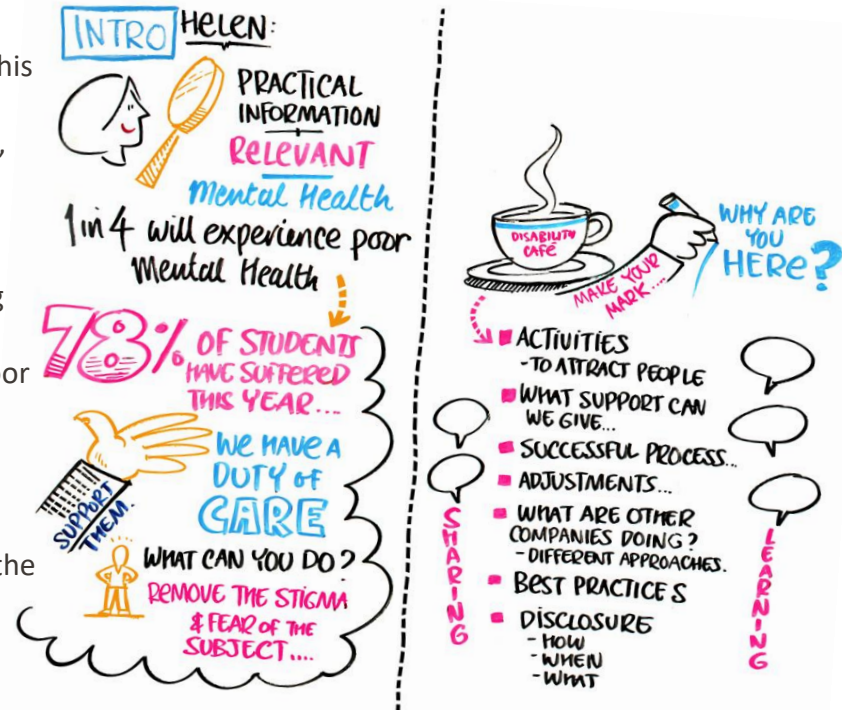 his
,
g
oor
the
INTRO HELEN:
PRACTICAL
INFORMATION
RELEVANT
Mental Health
1 in 4 will experience poor
Mental Health
78% OF STUDENTS
HAVE SUFFERED
THIS YEAR...
WE HAVE A
DUTY OF
CARE
SUPPORT
THEM.
WHAT CAN YOU DO?
REMOVE THE STIGMA
& FEAR OF THE
SUBJECT....
DISABILITY
CAFÉ
MAKE YOUR
MARK....
WHY ARE
YOU
HERE?
ACTIVITIES
- TO ATTRACT PEOPLE
WHAT SUPPORT CAN
WE GIVE...
SUCCESSFUL PROCESS...
ADJUSTMENTS...
WHAT ARE OTHER
COMPANIES DOING?
- DIFFERENT APPROACHES.
BEST PRACTICES
DISCLOSURE
- HOW
- WHEN
- WHAT
SHARING
LEARNING